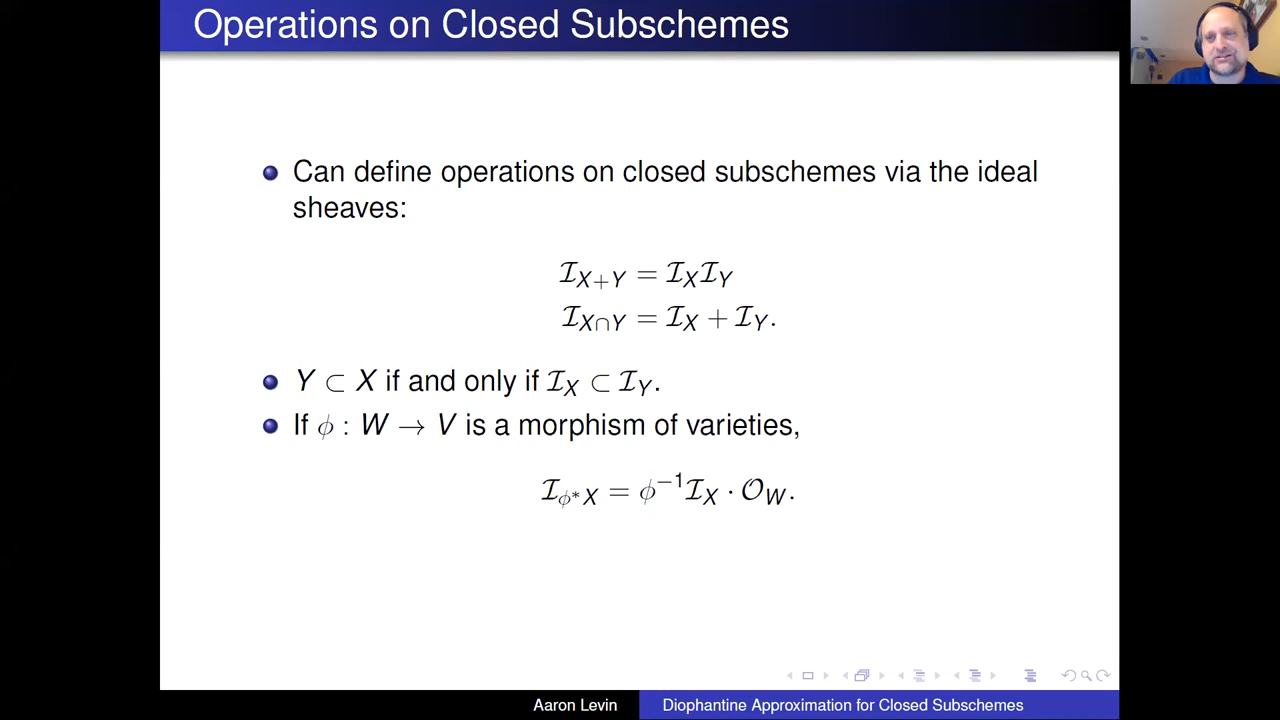 Operations on Closed Subschemes
Can define operations on closed subschemes via the ideal
sheaves:
ℐ_{X+Y} = ℐ_X ℐ_Y
ℐ_{X∩Y} = ℐ_X + ℐ_Y.
Y ⊂ X if and only if ℐ_X ⊂ ℐ_Y.
If ϕ : W → V is a morphism of varieties,
ℐ_{ϕ*X} = ϕ^{-1}ℐ_X · 𝒪_W.
Aaron Levin Diophantine Approximation for Closed Subschemes